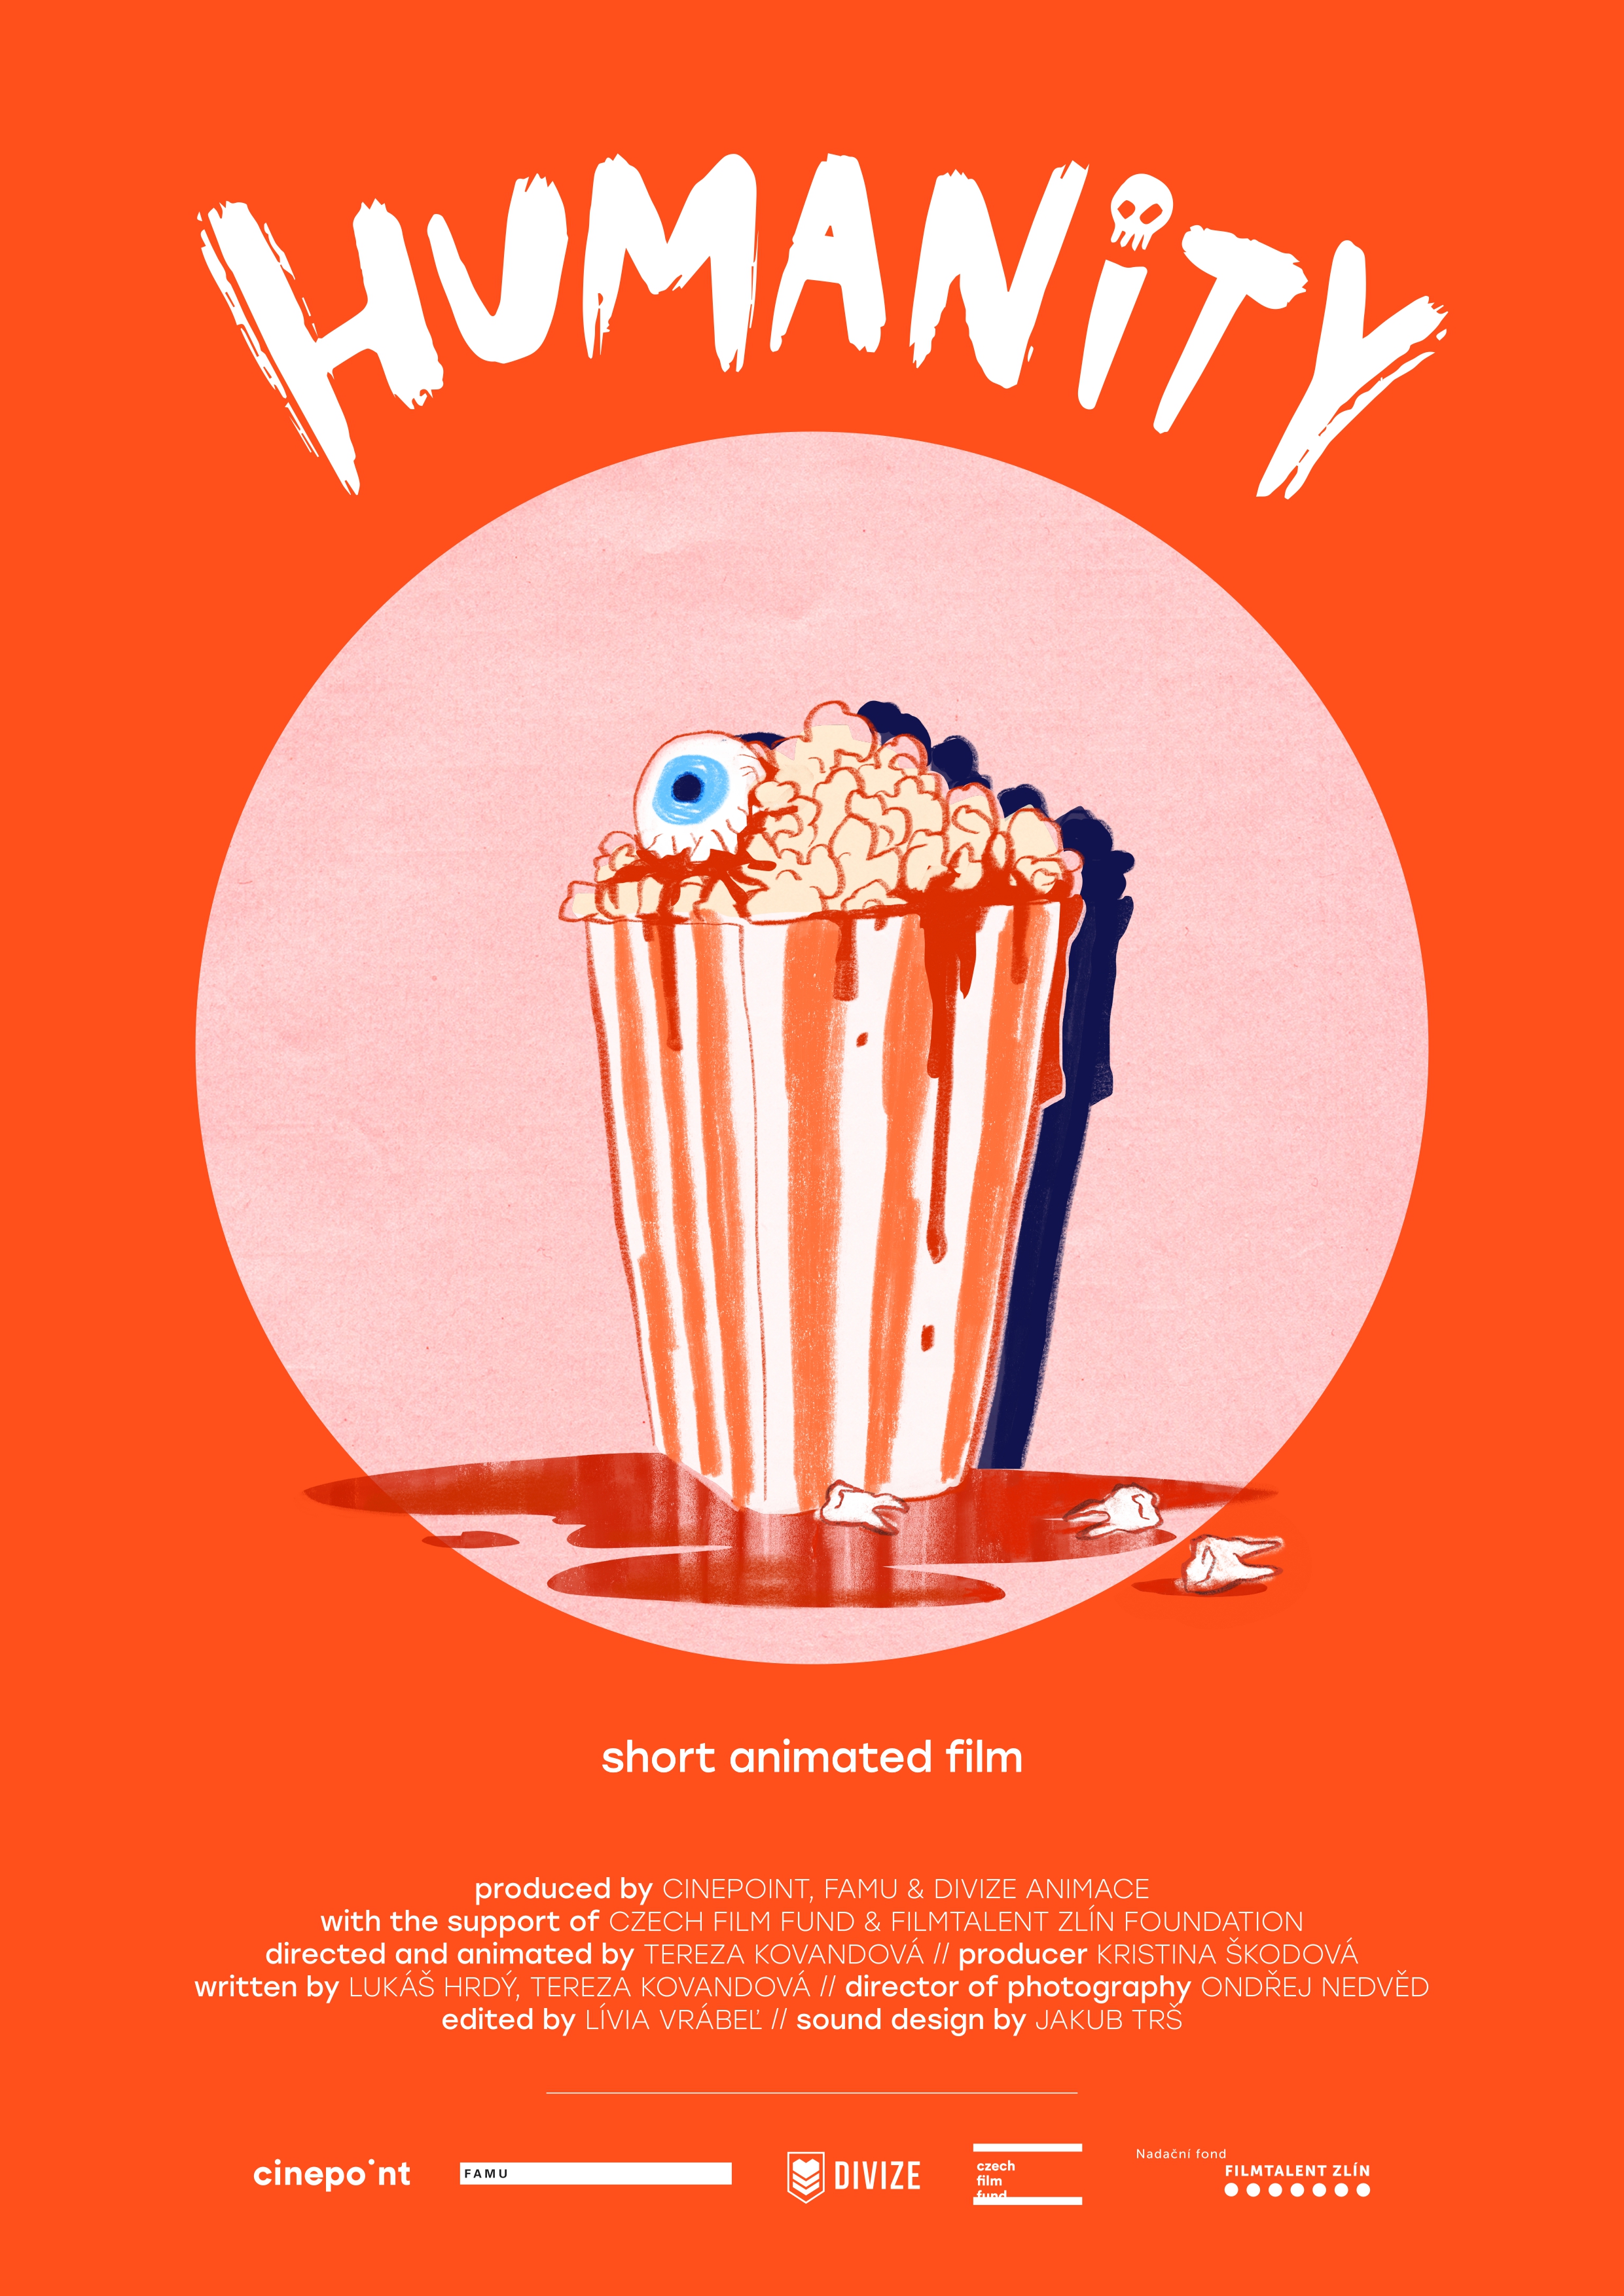 HUMANiTY
short animated film
produced by CINEPOINT, FAMU & DIVIZE ANIMACE
with the support of CZECH FILM FUND & FILMTALENT ZLÍN FOUNDATION
directed and animated by TEREZA KOVANDOVÁ // producer KRISTINA ŠKODOVÁ
written by LUKÁŠ HRDÝ, TEREZA KOVANDOVÁ // director of photography ONDŘEJ NEDVĚD
edited by LÍVIA VRÁBEĽ // sound design by JAKUB TRŠ
cinepoint
FAMU
DIVIZE
czech
film
fund
Nadační fond
FILMTALENT ZLÍN